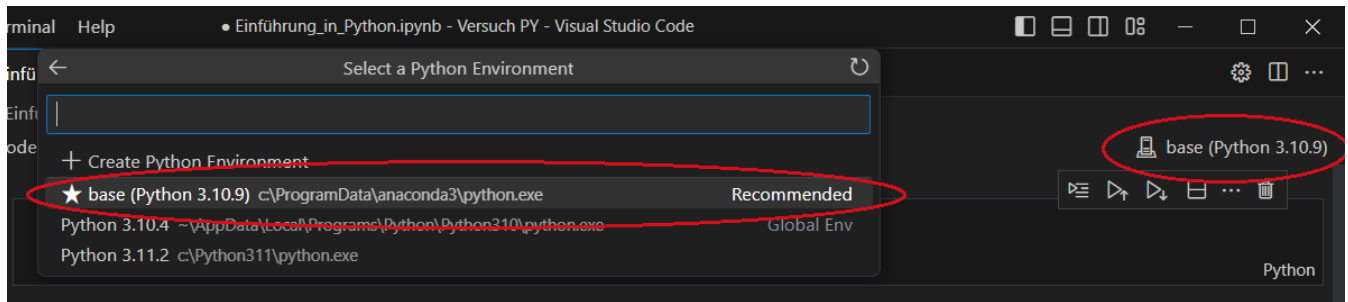 rminal Help ● Einführung_in_Python.ipynb - Versuch PY - Visual Studio Code
infü
Select a Python Environment
Einfü
ode
+ Create Python Environment
base (Python 3.10.9)
★ base (Python 3.10.9) c:\ProgramData\anaconda3\python.exe Recommended
Python 3.10.4 ~\AppData\Local\Programs\Python\Python310\python.exe Global Env
Python 3.11.2 c:\Python311\python.exe
Python